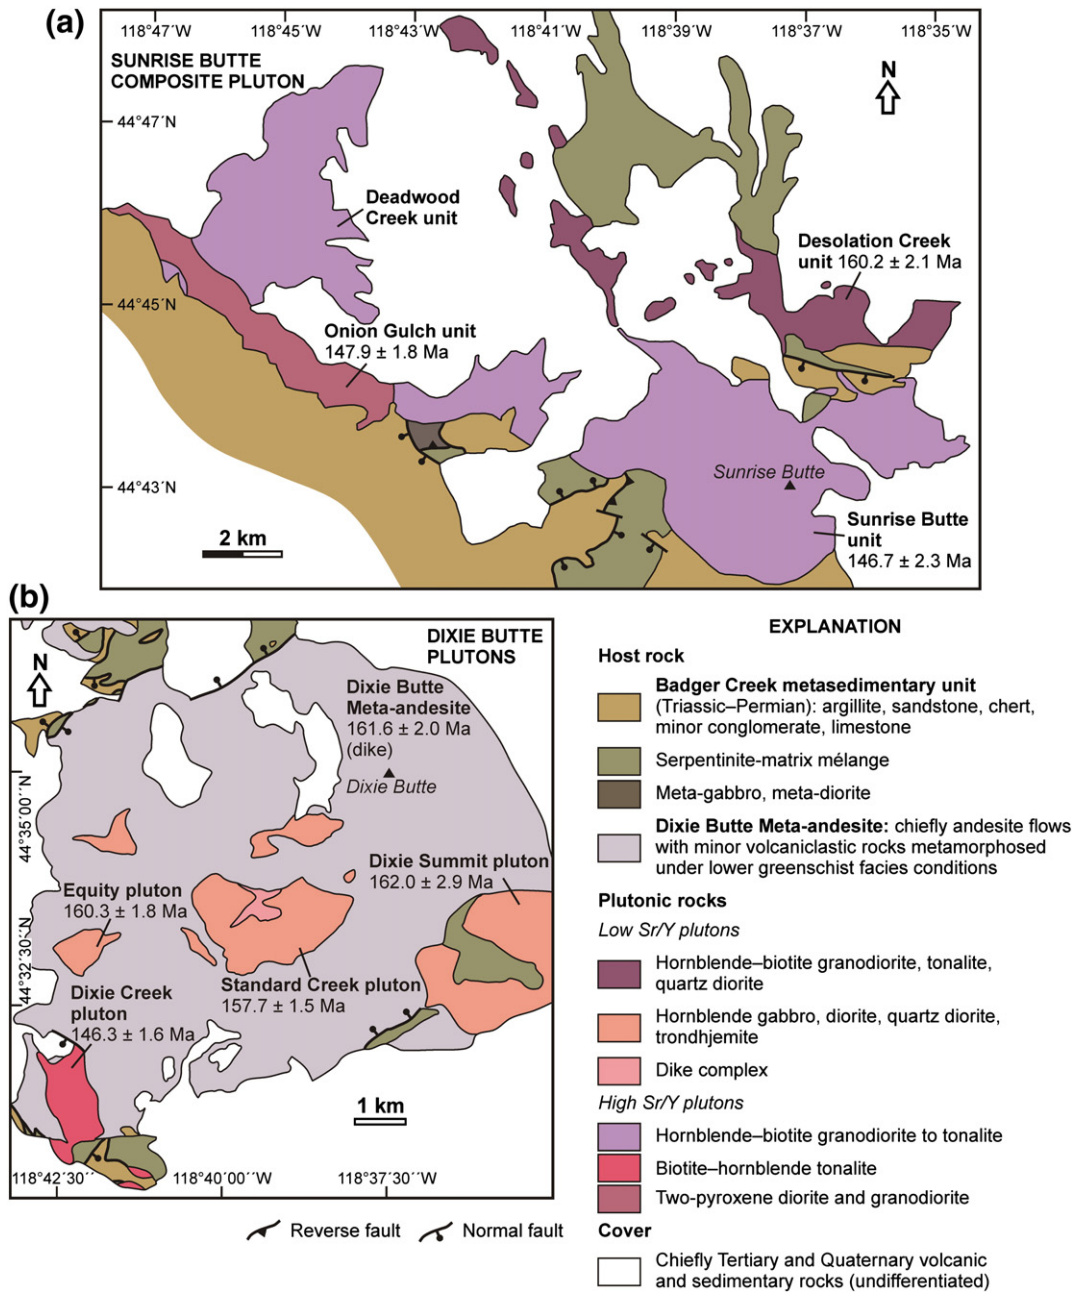 (a)
118°47´W 118°45´W 118°43´W 118°41´W 118°39´W 118°37´W 118°35´W
SUNRISE BUTTE
COMPOSITE PLUTON
N
44°47´N
44°45´N
44°43´N
Deadwood
Creek unit
Desolation Creek
unit 160.2 ± 2.1 Ma
Onion Gulch unit
147.9 ± 1.8 Ma
Sunrise Butte
Sunrise Butte
unit
146.7 ± 2.3 Ma
2 km
(b)
DIXIE BUTTE
PLUTONS
N
Dixie Butte
Meta-andesite
161.6 ± 2.0 Ma
(dike)
Dixie Butte
44°35´00´´N
Dixie Summit pluton
162.0 ± 2.9 Ma
Equity pluton
160.3 ± 1.8 Ma
44°32´30´´N
Standard Creek pluton
157.7 ± 1.5 Ma
Dixie Creek
pluton
146.3 ± 1.6 Ma
1 km
118°42´30´´ 118°40´00´´W 118°37´30´´W
Reverse fault Normal fault
EXPLANATION
Host rock
Badger Creek metasedimentary unit
(Triassic–Permian): argillite, sandstone, chert,
minor conglomerate, limestone
Serpentinite-matrix mélange
Meta-gabbro, meta-diorite
Dixie Butte Meta-andesite: chiefly andesite flows
with minor volcaniclastic rocks metamorphosed
under lower greenschist facies conditions
Plutonic rocks
Low Sr/Y plutons
Hornblende–biotite granodiorite, tonalite,
quartz diorite
Hornblende gabbro, diorite, quartz diorite,
trondhjemite
Dike complex
High Sr/Y plutons
Hornblende–biotite granodiorite to tonalite
Biotite–hornblende tonalite
Two-pyroxene diorite and granodiorite
Cover
Chiefly Tertiary and Quaternary volcanic
and sedimentary rocks (undifferentiated)